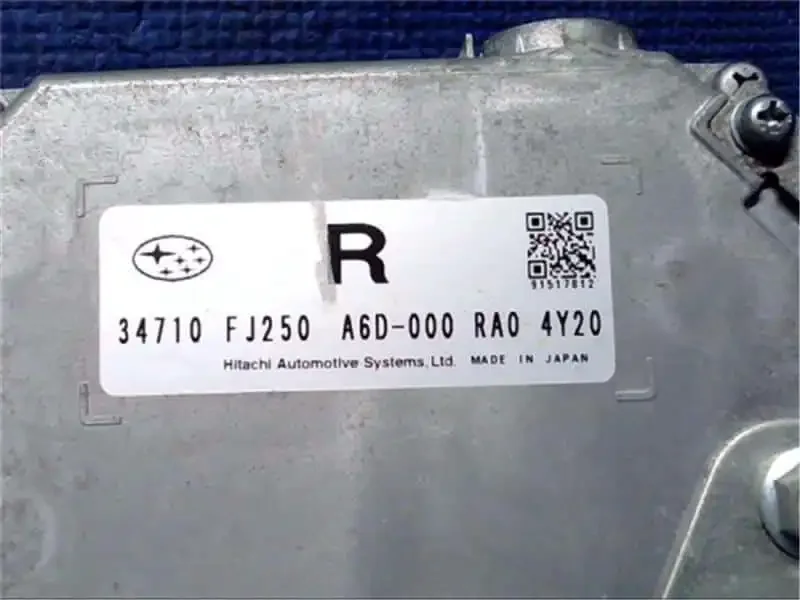 R
91517812
34710 FJ250 A6D-000 RA0 4Y20
Hitachi Automotive Systems, Ltd. MADE IN JAPAN